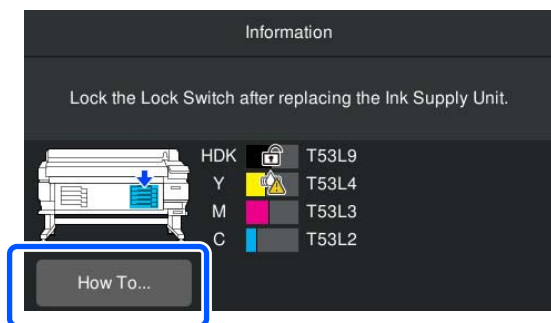 Information
Lock the Lock Switch after replacing the Ink Supply Unit.
HDK T53L9
Y T53L4
M T53L3
C T53L2
How To...